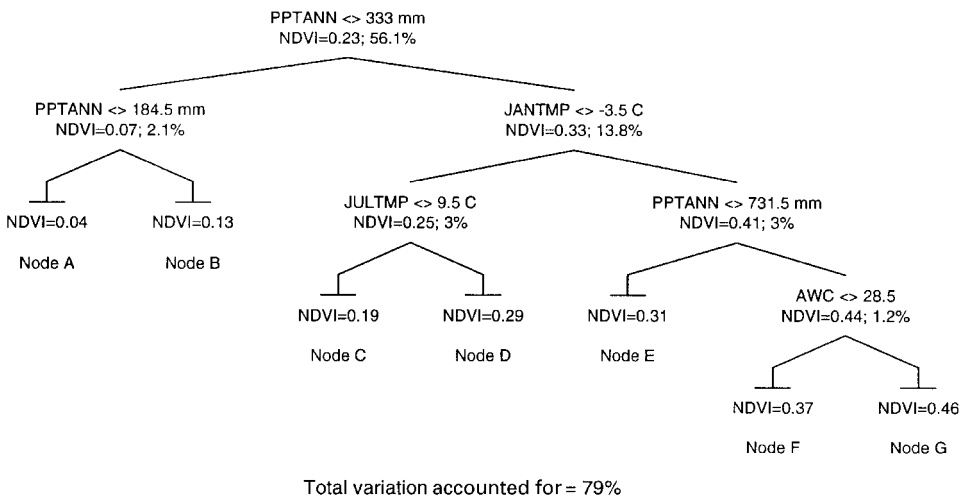 PPTANN <> 333 mm
NDVI=0.23; 56.1%
PPTANN <> 184.5 mm
NDVI=0.07; 2.1%
JANTMP <> -3.5 C
NDVI=0.33; 13.8%
NDVI=0.04
Node A
NDVI=0.13
Node B
JULTMP <> 9.5 C
NDVI=0.25; 3%
PPTANN <> 731.5 mm
NDVI=0.41; 3%
NDVI=0.19
Node C
NDVI=0.29
Node D
NDVI=0.31
Node E
AWC <> 28.5
NDVI=0.44; 1.2%
NDVI=0.37
Node F
NDVI=0.46
Node G
Total variation accounted for = 79%